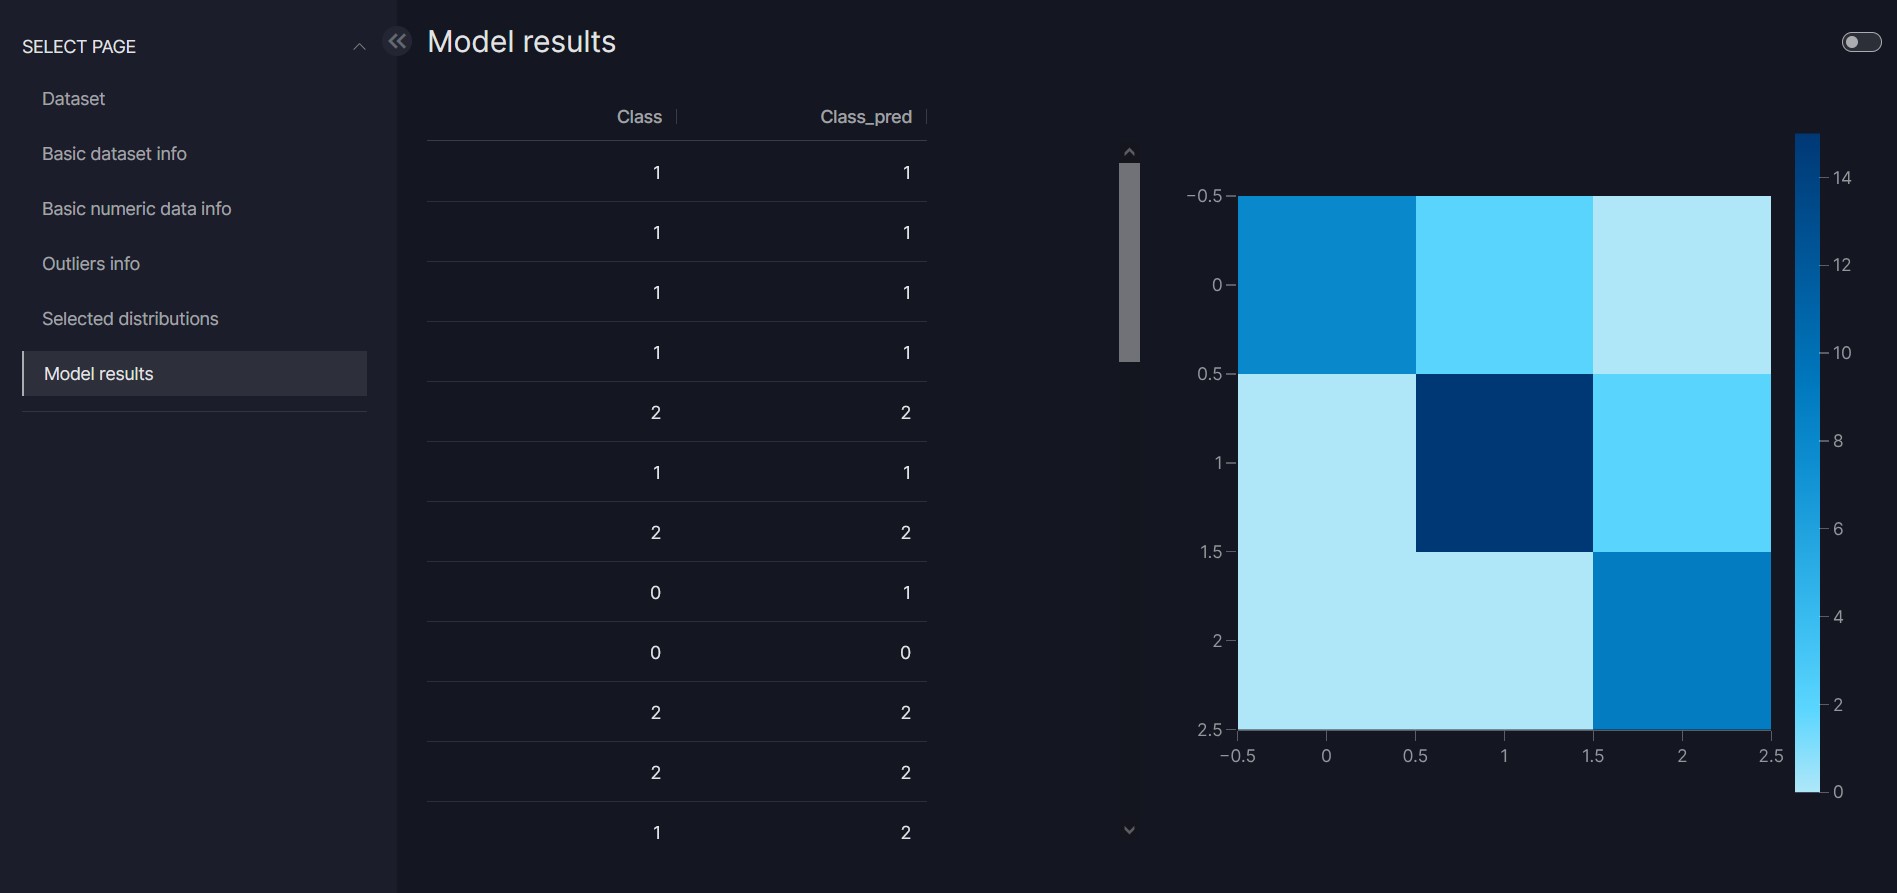 SELECT PAGE
Dataset
Basic dataset info
Basic numeric data info
Outliers info
Selected distributions
Model results
Model results
Class Class_pred
1 1
1 1
1 1
1 1
2 2
1 1
2 2
0 1
0 0
2 2
2 2
1 2
−0.5
0
0.5
1
1.5
2
2.5
−0.5 0 0.5 1 1.5 2 2.5
14
12
10
8
6
4
2
0